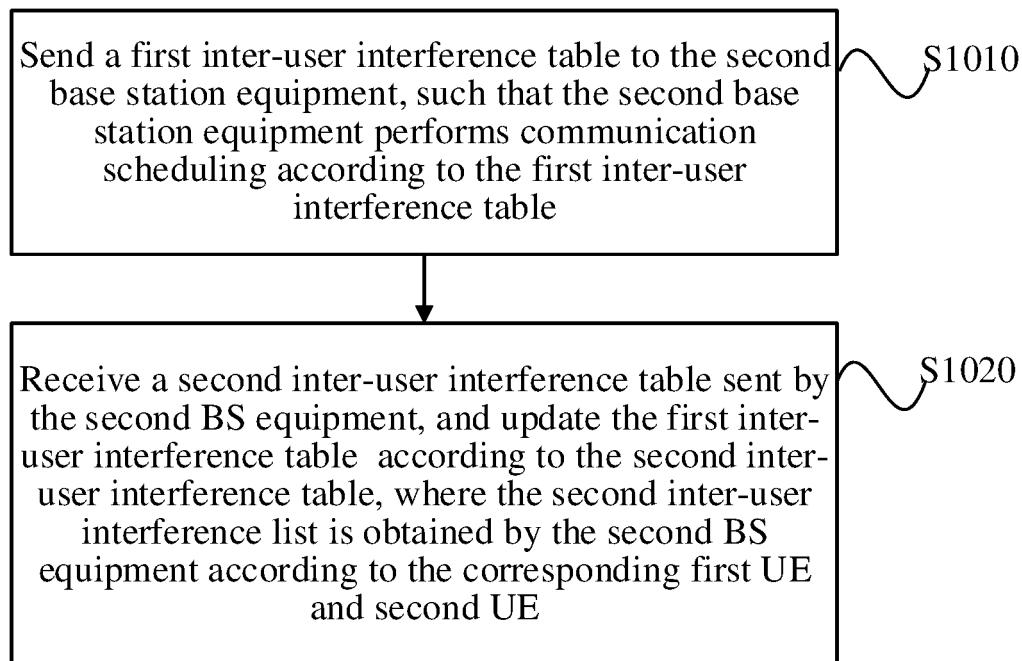 Send a first inter-user interference table to the second
base station equipment, such that the second base
station equipment performs communication
scheduling according to the first inter-user
interference table
S1010
Receive a second inter-user interference table sent by
the second BS equipment, and update the first inter-
user interference table according to the second inter-
user interference table, where the second inter-user
interference list is obtained by the second BS
equipment according to the corresponding first UE
and second UE
S1020